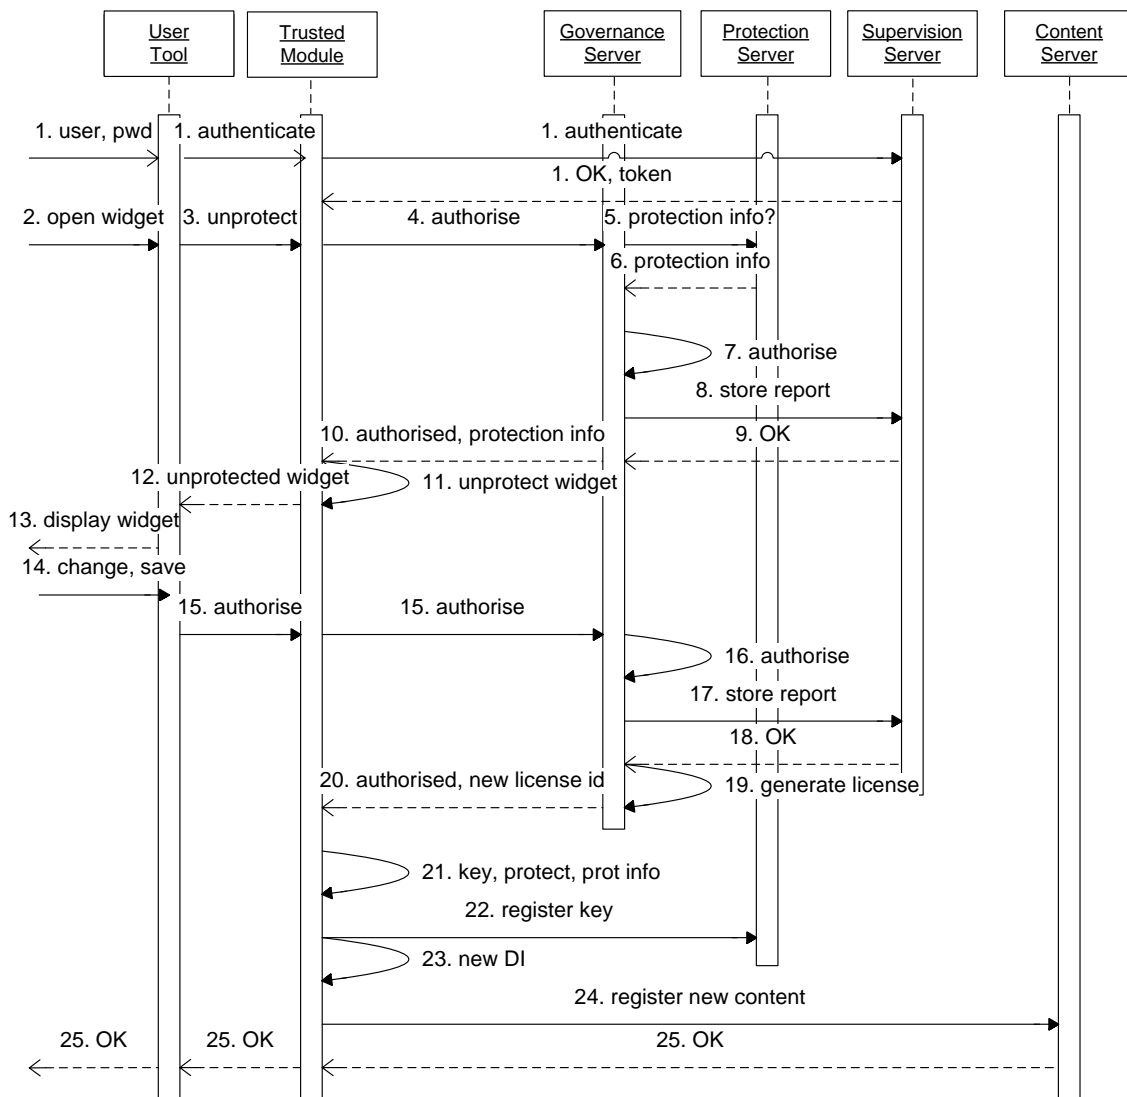 User
Tool
Trusted
Module
Governance
Server
Protection
Server
Supervision
Server
Content
Server
1. user, pwd
1. authenticate
1. authenticate
1. OK, token
2. open widget
3. unprotect
4. authorise
5. protection info?
6. protection info
7. authorise
8. store report
9. OK
10. authorised, protection info
11. unprotect widget
12. unprotected widget
13. display widget
14. change, save
15. authorise
15. authorise
16. authorise
17. store report
18. OK
19. generate license
20. authorised, new license id
21. key, protect, prot info
22. register key
23. new DI
24. register new content
25. OK
25. OK
25. OK